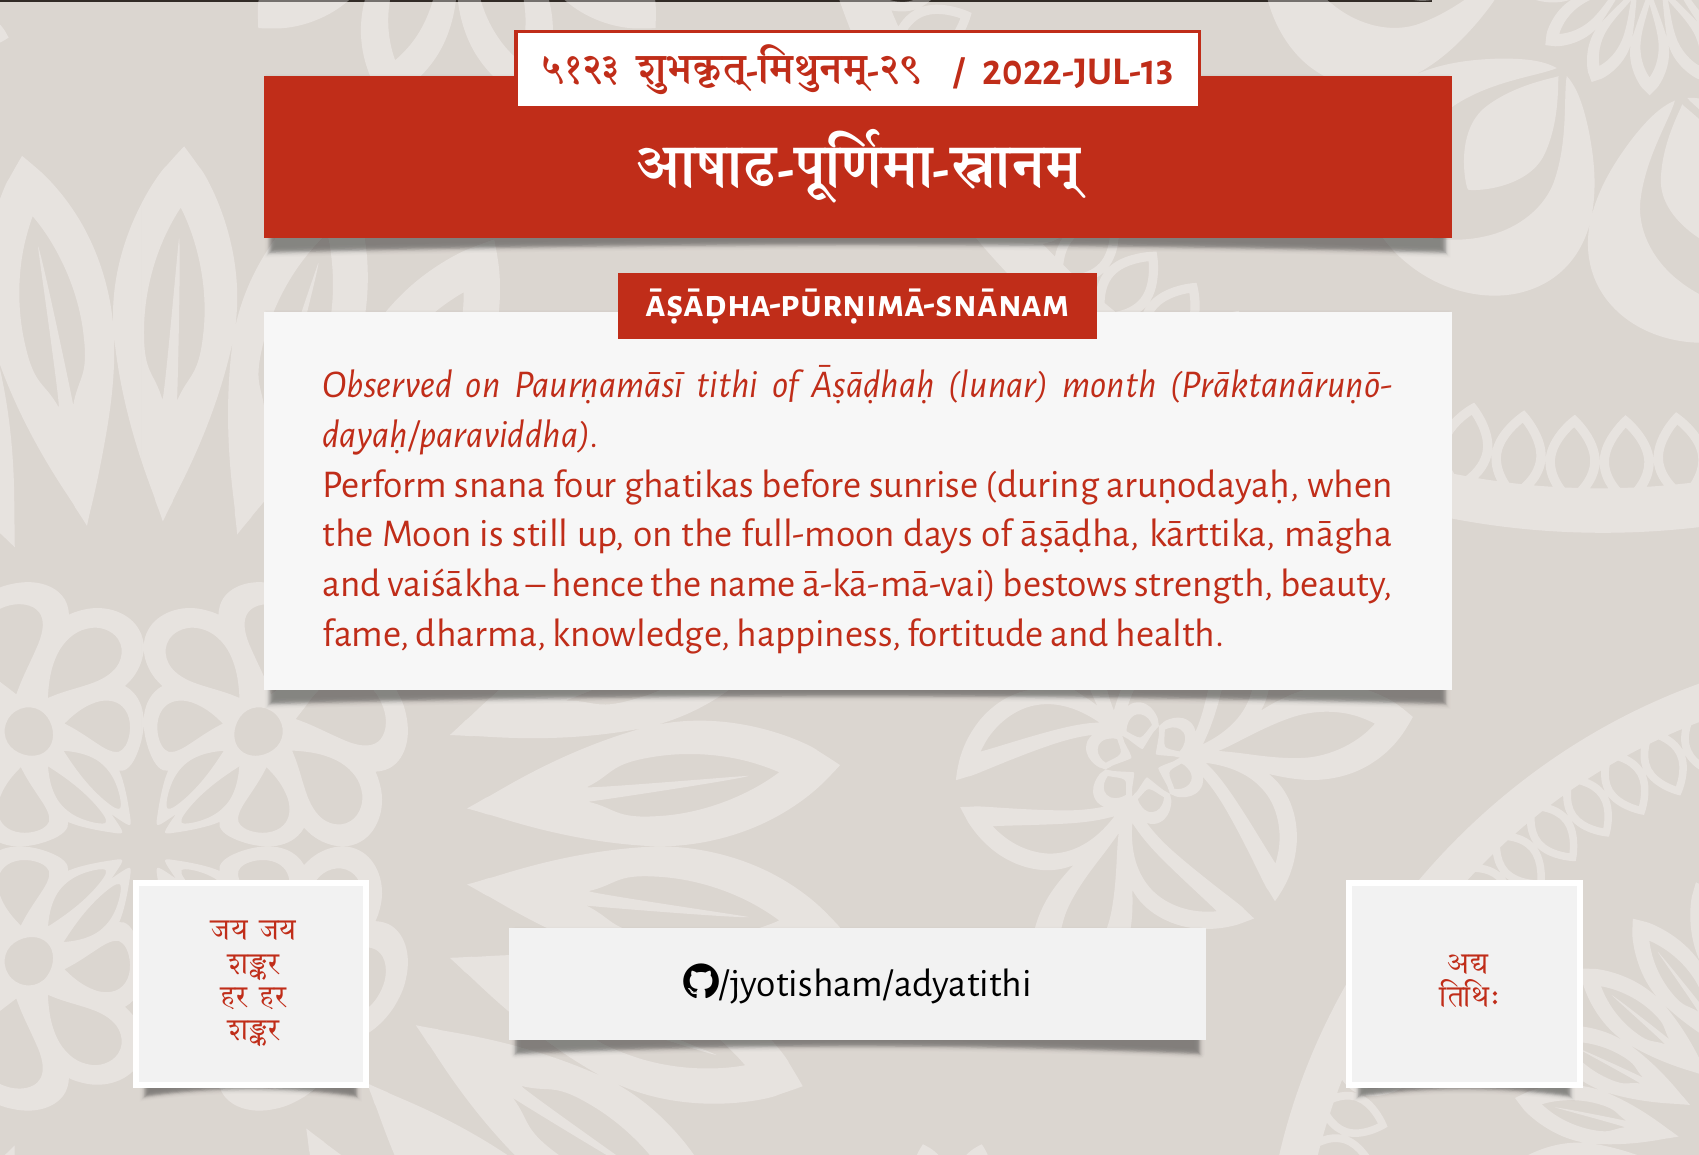 ५१२३ शुभकृत्-मिथुनम्-२९ / 2022-JUL-13
आषाढ-पूर्णिमा-स्नानम्
ĀṢĀḌHA-PŪRṆIMĀ-SNĀNAM
Observed on Paurṇamāsī tithi of Āṣāḍhaḥ (lunar) month (Prāktanāruṇō-
dayaḥ/paraviddha).
Perform snana four ghatikas before sunrise (during aruṇodayaḥ, when
the Moon is still up, on the full-moon days of āṣāḍha, kārttika, māgha
and vaiśākha – hence the name ā-kā-mā-vai) bestows strength, beauty,
fame, dharma, knowledge, happiness, fortitude and health.
जय जय
शङ्कर
हर हर
शङ्कर
/jyotisham/adyatithi
अद्य
तिथिः